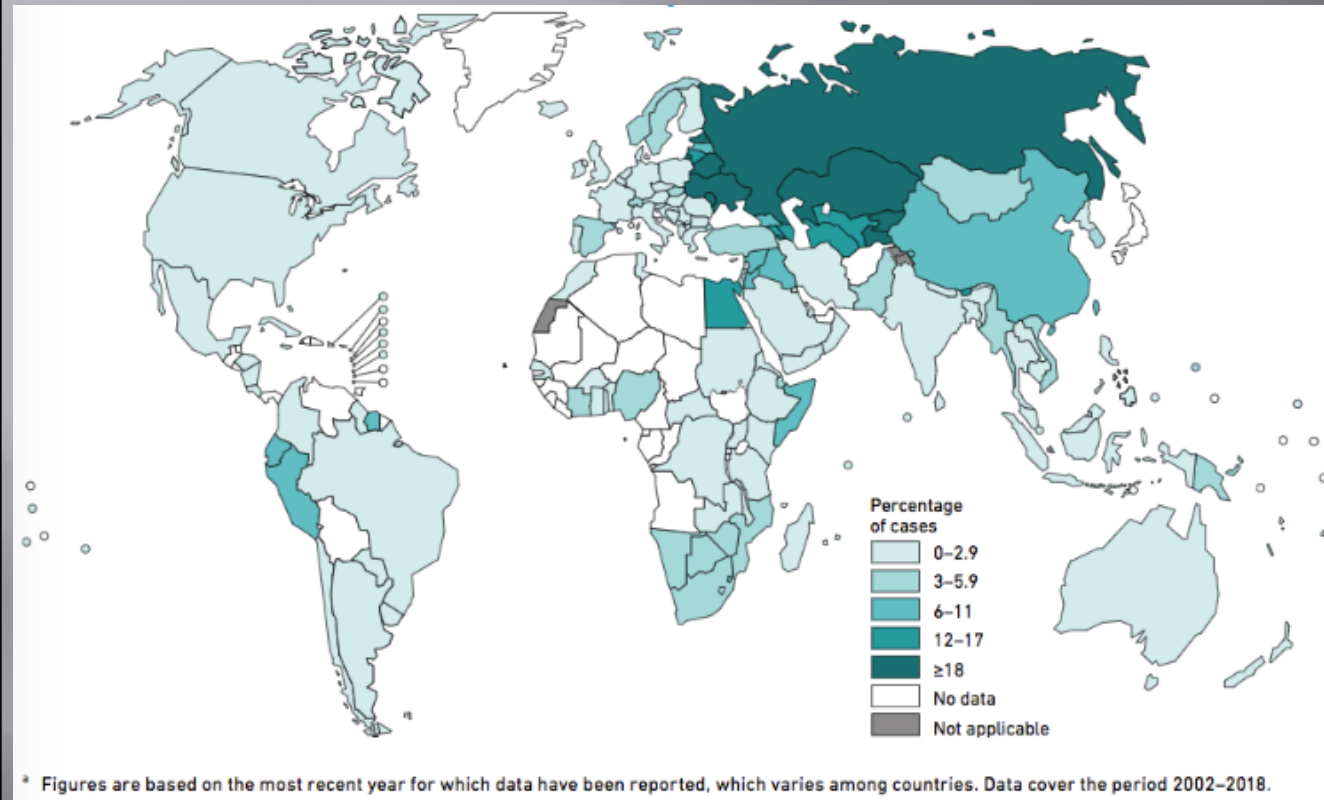 Percentage
of cases
0–2.9
3–5.9
6–11
12–17
≥18
No data
Not applicable
ª Figures are based on the most recent year for which data have been reported, which varies among countries. Data cover the period 2002–2018.